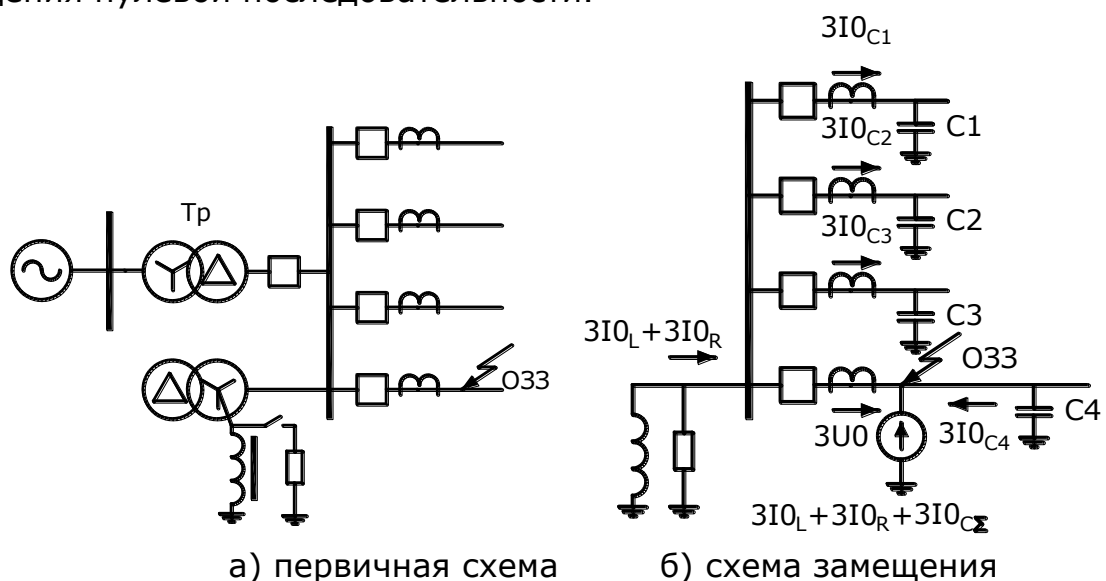 дения нулевой последовательности.
3I0C1
3I0C2
C1
Тр
3I0C3
C2
C3
3I0L+3I0R
ОЗЗ
ОЗЗ
3U0
3I0C4
C4
3I0L+3I0R+3I0CΣ
а) первичная схема
б) схема замещения